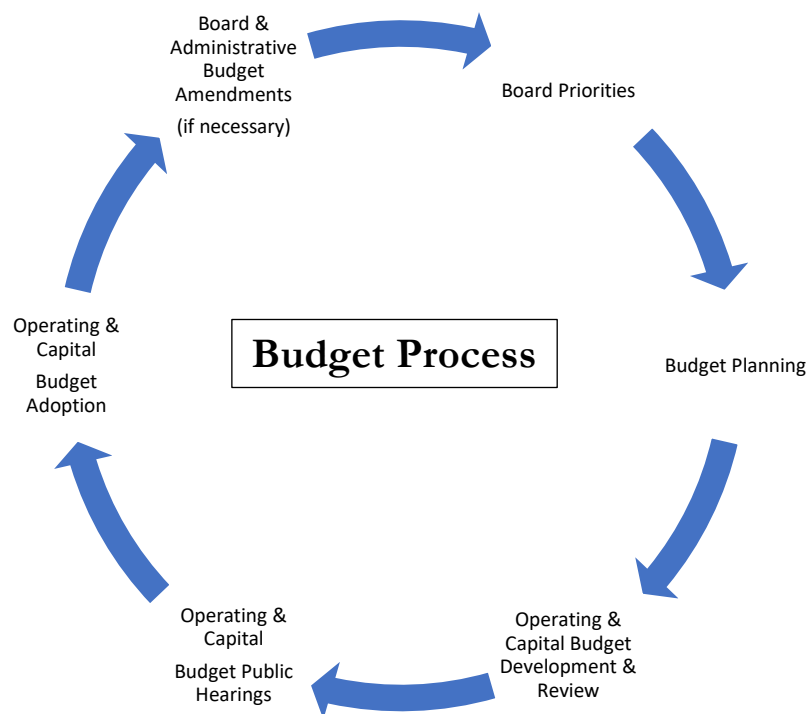 Board &
Administrative
Budget
Amendments
(if necessary)
Board Priorities
Budget Planning
Operating &
Capital Budget
Development &
Review
Operating &
Capital
Budget Public
Hearings
Operating &
Capital
Budget
Adoption
Budget Process